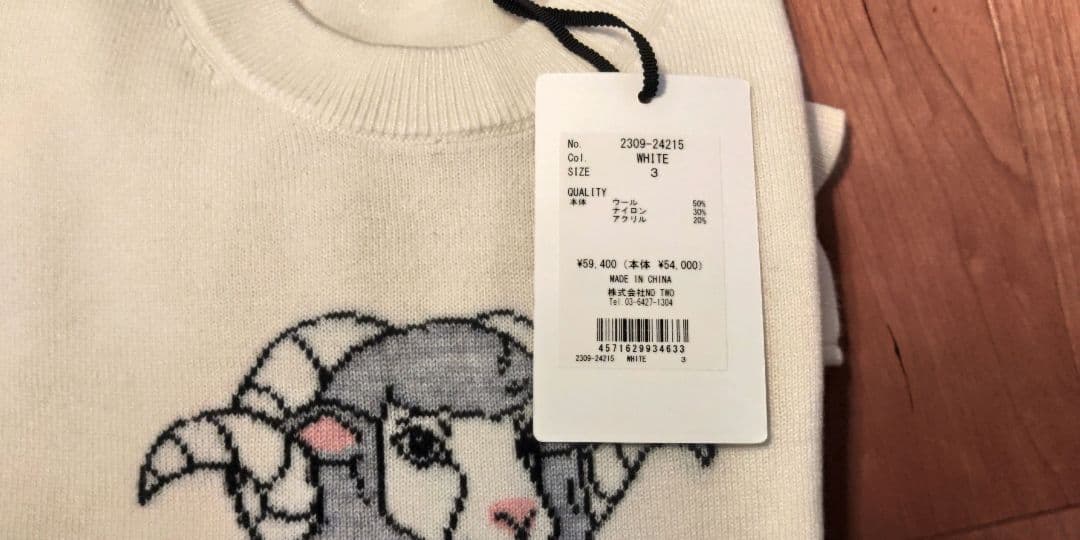 No. 2309-24215
Col. WHITE
SIZE 3
QUALITY
本体 ウール 50%
ナイロン 30%
アクリル 20%
¥59,400 (本体 ¥54,000)
MADE IN CHINA
株式会社NO TWO
Tel.03-6427-1304
4571629934633
2309-24215 WHITE 3